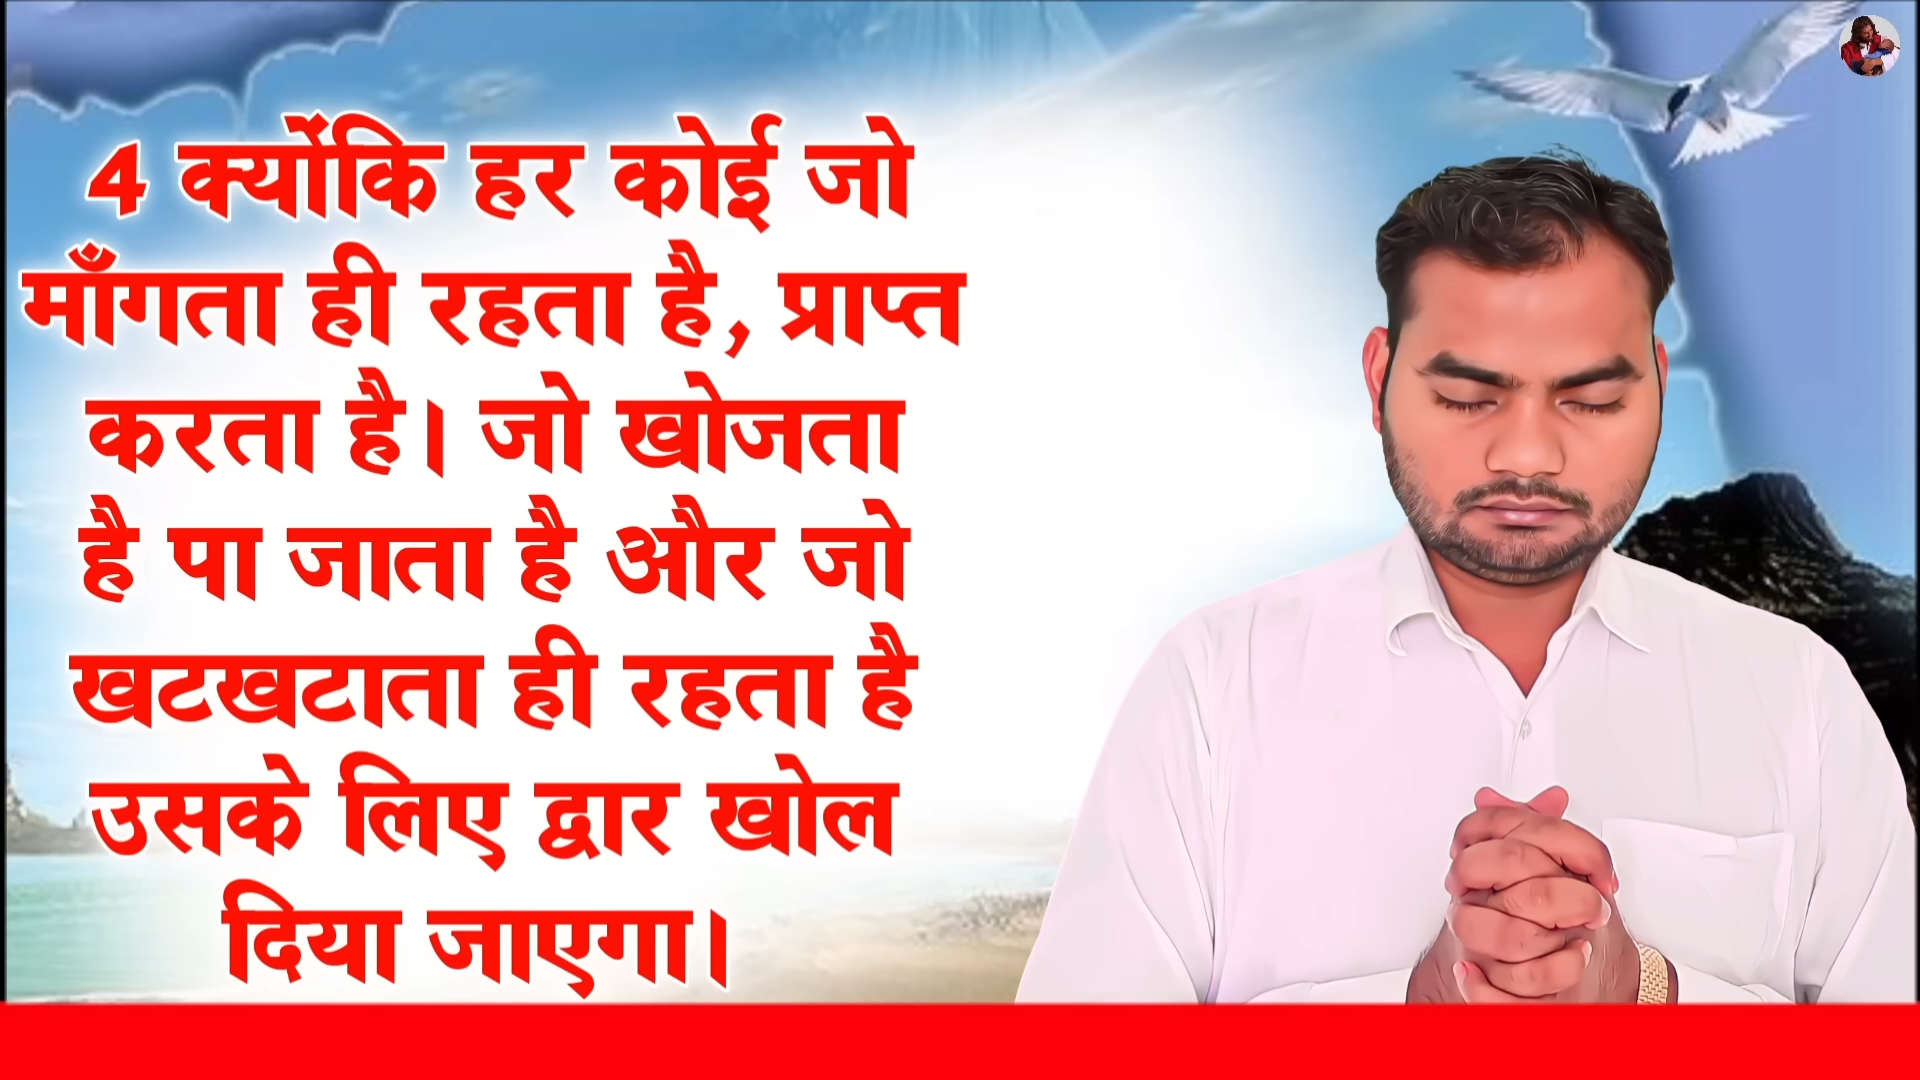 4 क्योंकि हर कोई जो
माँगता ही रहता है, प्राप्त
करता है। जो खोजता
है पा जाता है और जो
खटखटाता ही रहता है
उसके लिए द्वार खोल
दिया जाएगा।